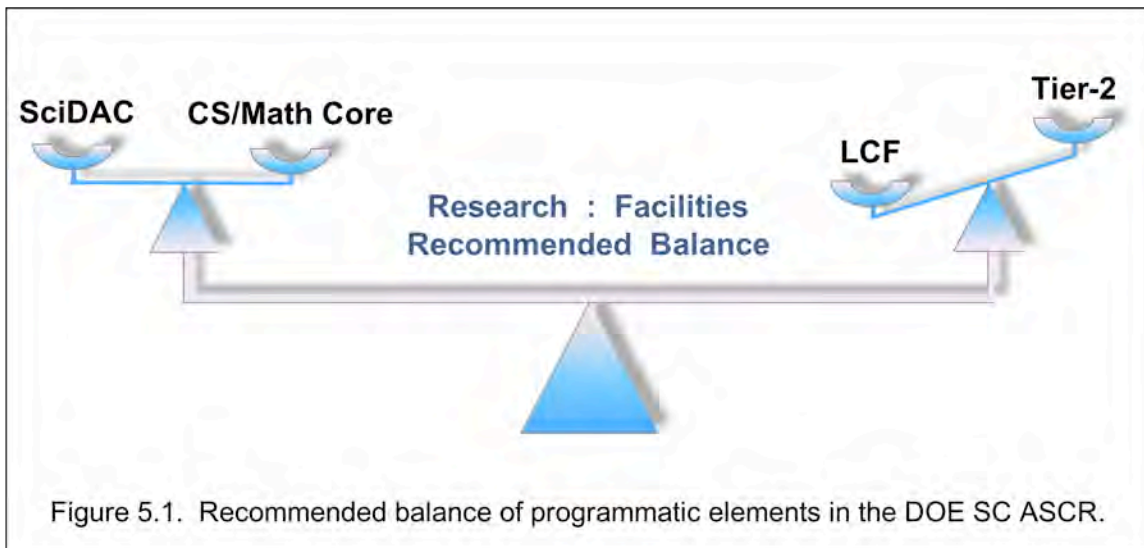 SciDAC
CS/Math Core
LCF
Tier-2
Research : Facilities
Recommended Balance
Figure 5.1. Recommended balance of programmatic elements in the DOE SC ASCR.